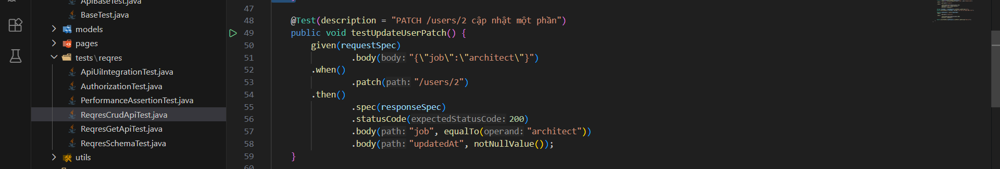 ApiBaseTest.java
BaseTest.java
models
pages
tests\reqres
ApiUiIntegrationTest.java
AuthorizationTest.java
PerformanceAssertionTest.java
ReqresCrudApiTest.java
ReqresGetApiTest.java
ReqresSchemaTest.java
utils
47
48 @Test(description = "PATCH /users/2 cập nhật một phần")
49 public void testUpdateUserPatch() {
50 given(requestSpec)
51 .body(body: "{\"job\":\"architect\"}")
52 .when()
53 .patch(path: "/users/2")
54 .then()
55 .spec(responseSpec)
56 .statusCode(expectedStatusCode: 200)
57 .body(path: "job", equalTo(operand: "architect"))
58 .body(path: "updatedAt", notNullValue());
59 }
60